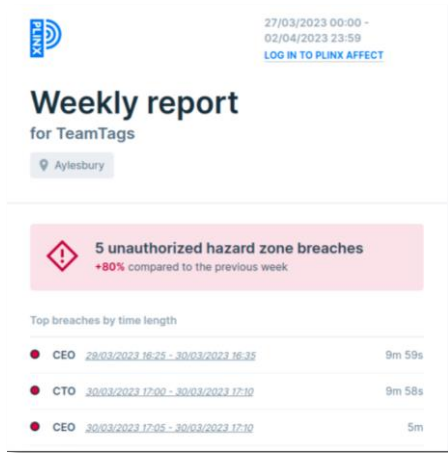 PLINX
27/03/2023 00:00 -
02/04/2023 23:59
LOG IN TO PLINX AFFECT
Weekly report
for TeamTags
Aylesbury
5 unauthorized hazard zone breaches
+80% compared to the previous week
Top breaches by time length
CEO 29/03/2023 16:25 - 30/03/2023 16:35 9m 59s
CTO 30/03/2023 17:00 - 30/03/2023 17:10 9m 58s
CEO 30/03/2023 17:05 - 30/03/2023 17:10 5m